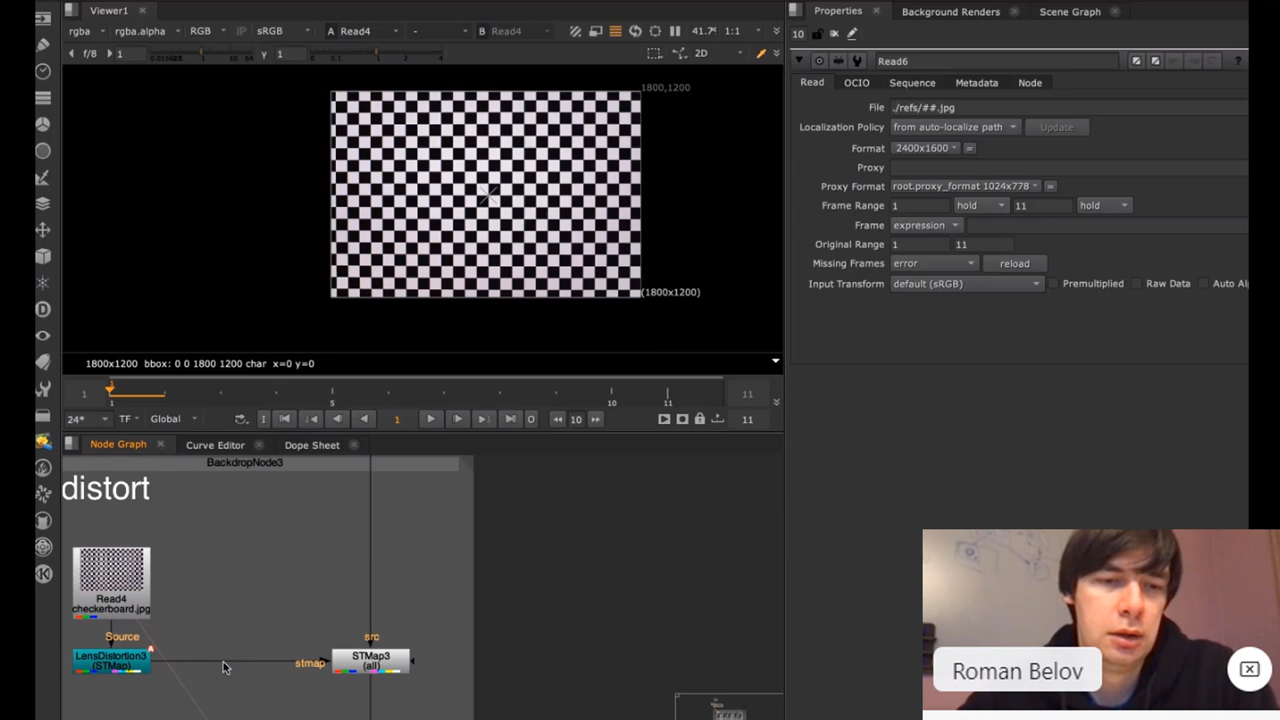 Viewer1
Properties
Background Renders
Scene Graph
rgba
rgba.alpha
RGB
IP
sRGB
A Read4
-
B Read4
41.7
1:1
10
f/8
1
y
1
2D
Read6
?
Read
OCIO
Sequence
Metadata
Node
1800,1200
(1800x1200)
File
./refs/##.jpg
Localization Policy
from auto-localize path
Update
Format
2400x1600
=
Proxy
Proxy Format
root.proxy_format 1024x778
=
Frame Range
1
hold
11
hold
Frame
expression
Original Range
1
11
Missing Frames
error
reload
Input Transform
default (sRGB)
Premultiplied
Raw Data
1800x1200 bbox: 0 0 1800 1200 char x=0 y=0
1
1
1
5
10
11
11
24*
TF
Global
I
1
O
10
11
Node Graph
Curve Editor
Dope Sheet
BackdropNode3
distort
Read4
checkerboard.jpg
Source
A
LensDistortion3
(STMap)
stmap
src
STMap3
(all)
Roman Belov